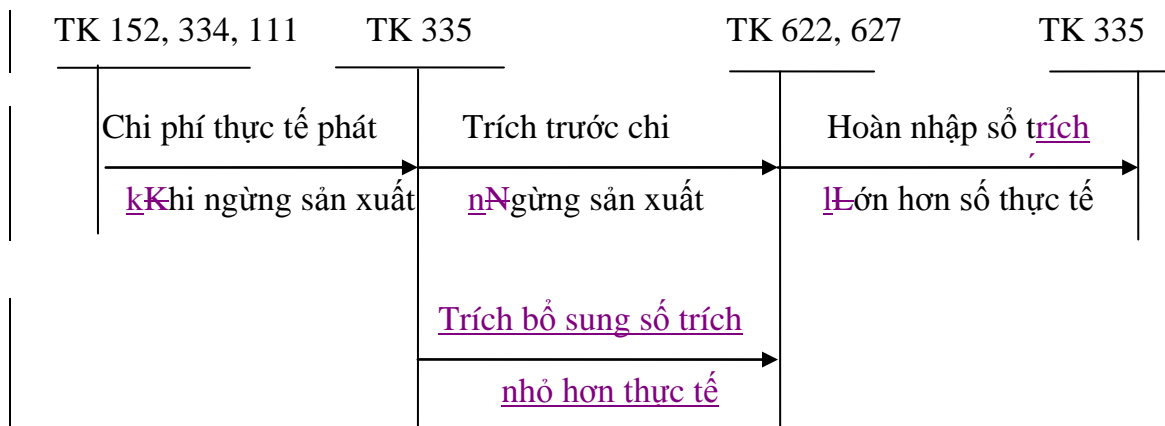 TK 152, 334, 111 TK 335 TK 622, 627 TK 335
Chi phí thực tế phát Trích trước chi Hoàn nhập sổ trích
kKhi ngừng sản xuất nNgừng sản xuất lLớn hơn số thực tế
Trích bổ sung số trích
nhỏ hơn thực tế